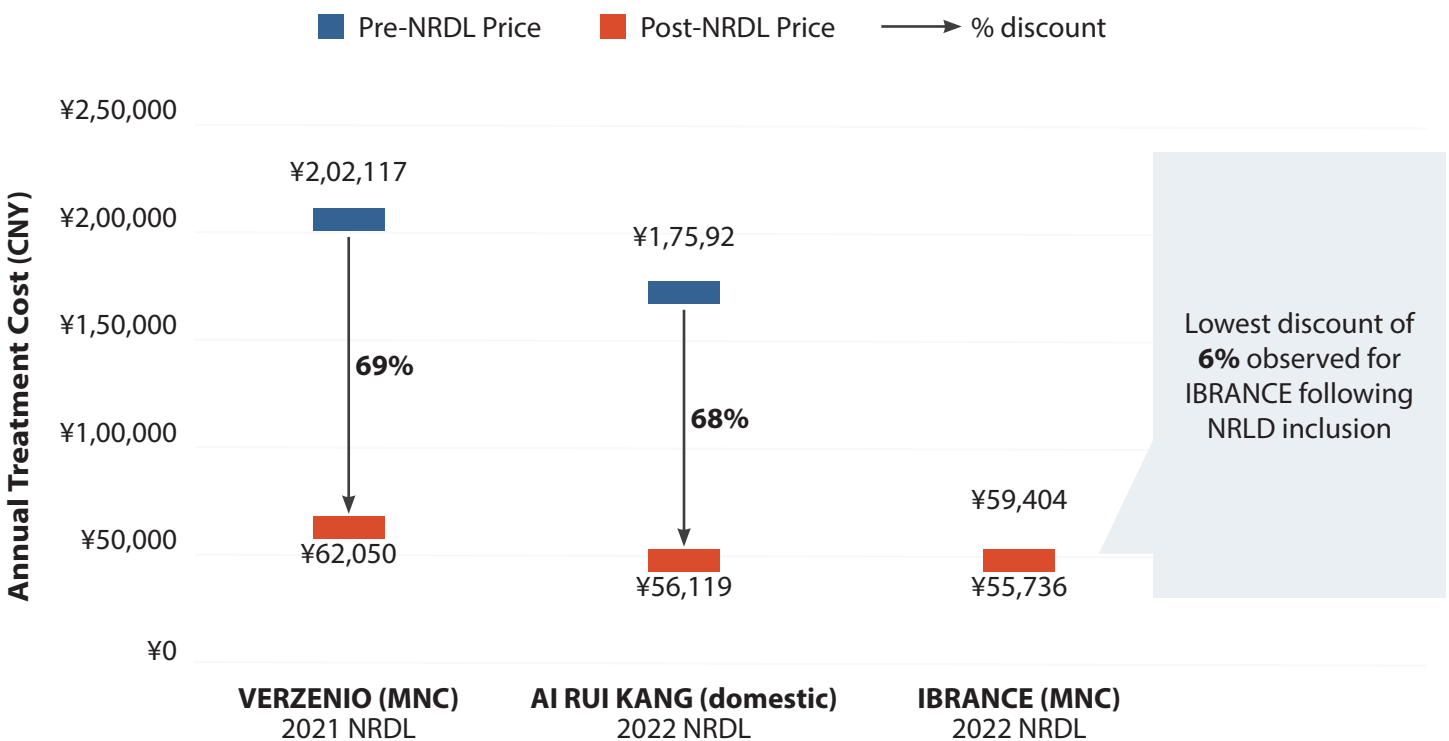 Pre-NRDL Price Post-NRDL Price % discount
Annual Treatment Cost (CNY)
¥2,50,000
¥2,00,000
¥1,50,000
¥1,00,000
¥50,000
¥0
¥2,02,117
69%
¥62,050
¥1,75,92
68%
¥56,119
¥59,404
¥55,736
Lowest discount of
6% observed for
IBRANCE following
NRLD inclusion
VERZENIO (MNC)
2021 NRDL
AI RUI KANG (domestic)
2022 NRDL
IBRANCE (MNC)
2022 NRDL